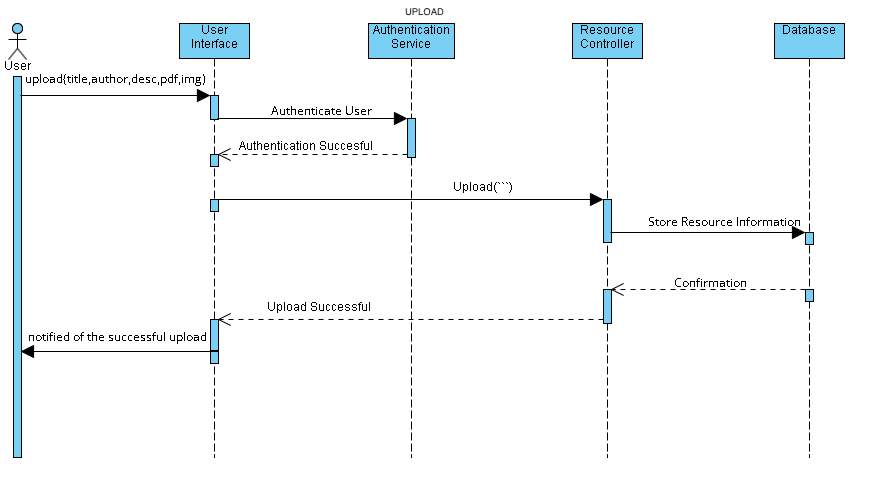 UPLOAD
User
Interface
Authentication
Service
Resource
Controller
Database
User
upload{title,author,desc,pdf,img)
Authenticate User
Authentication Succesful
Upload(```)
Store Resource Information
Confirmation
Upload Successful
notified of the successful upload